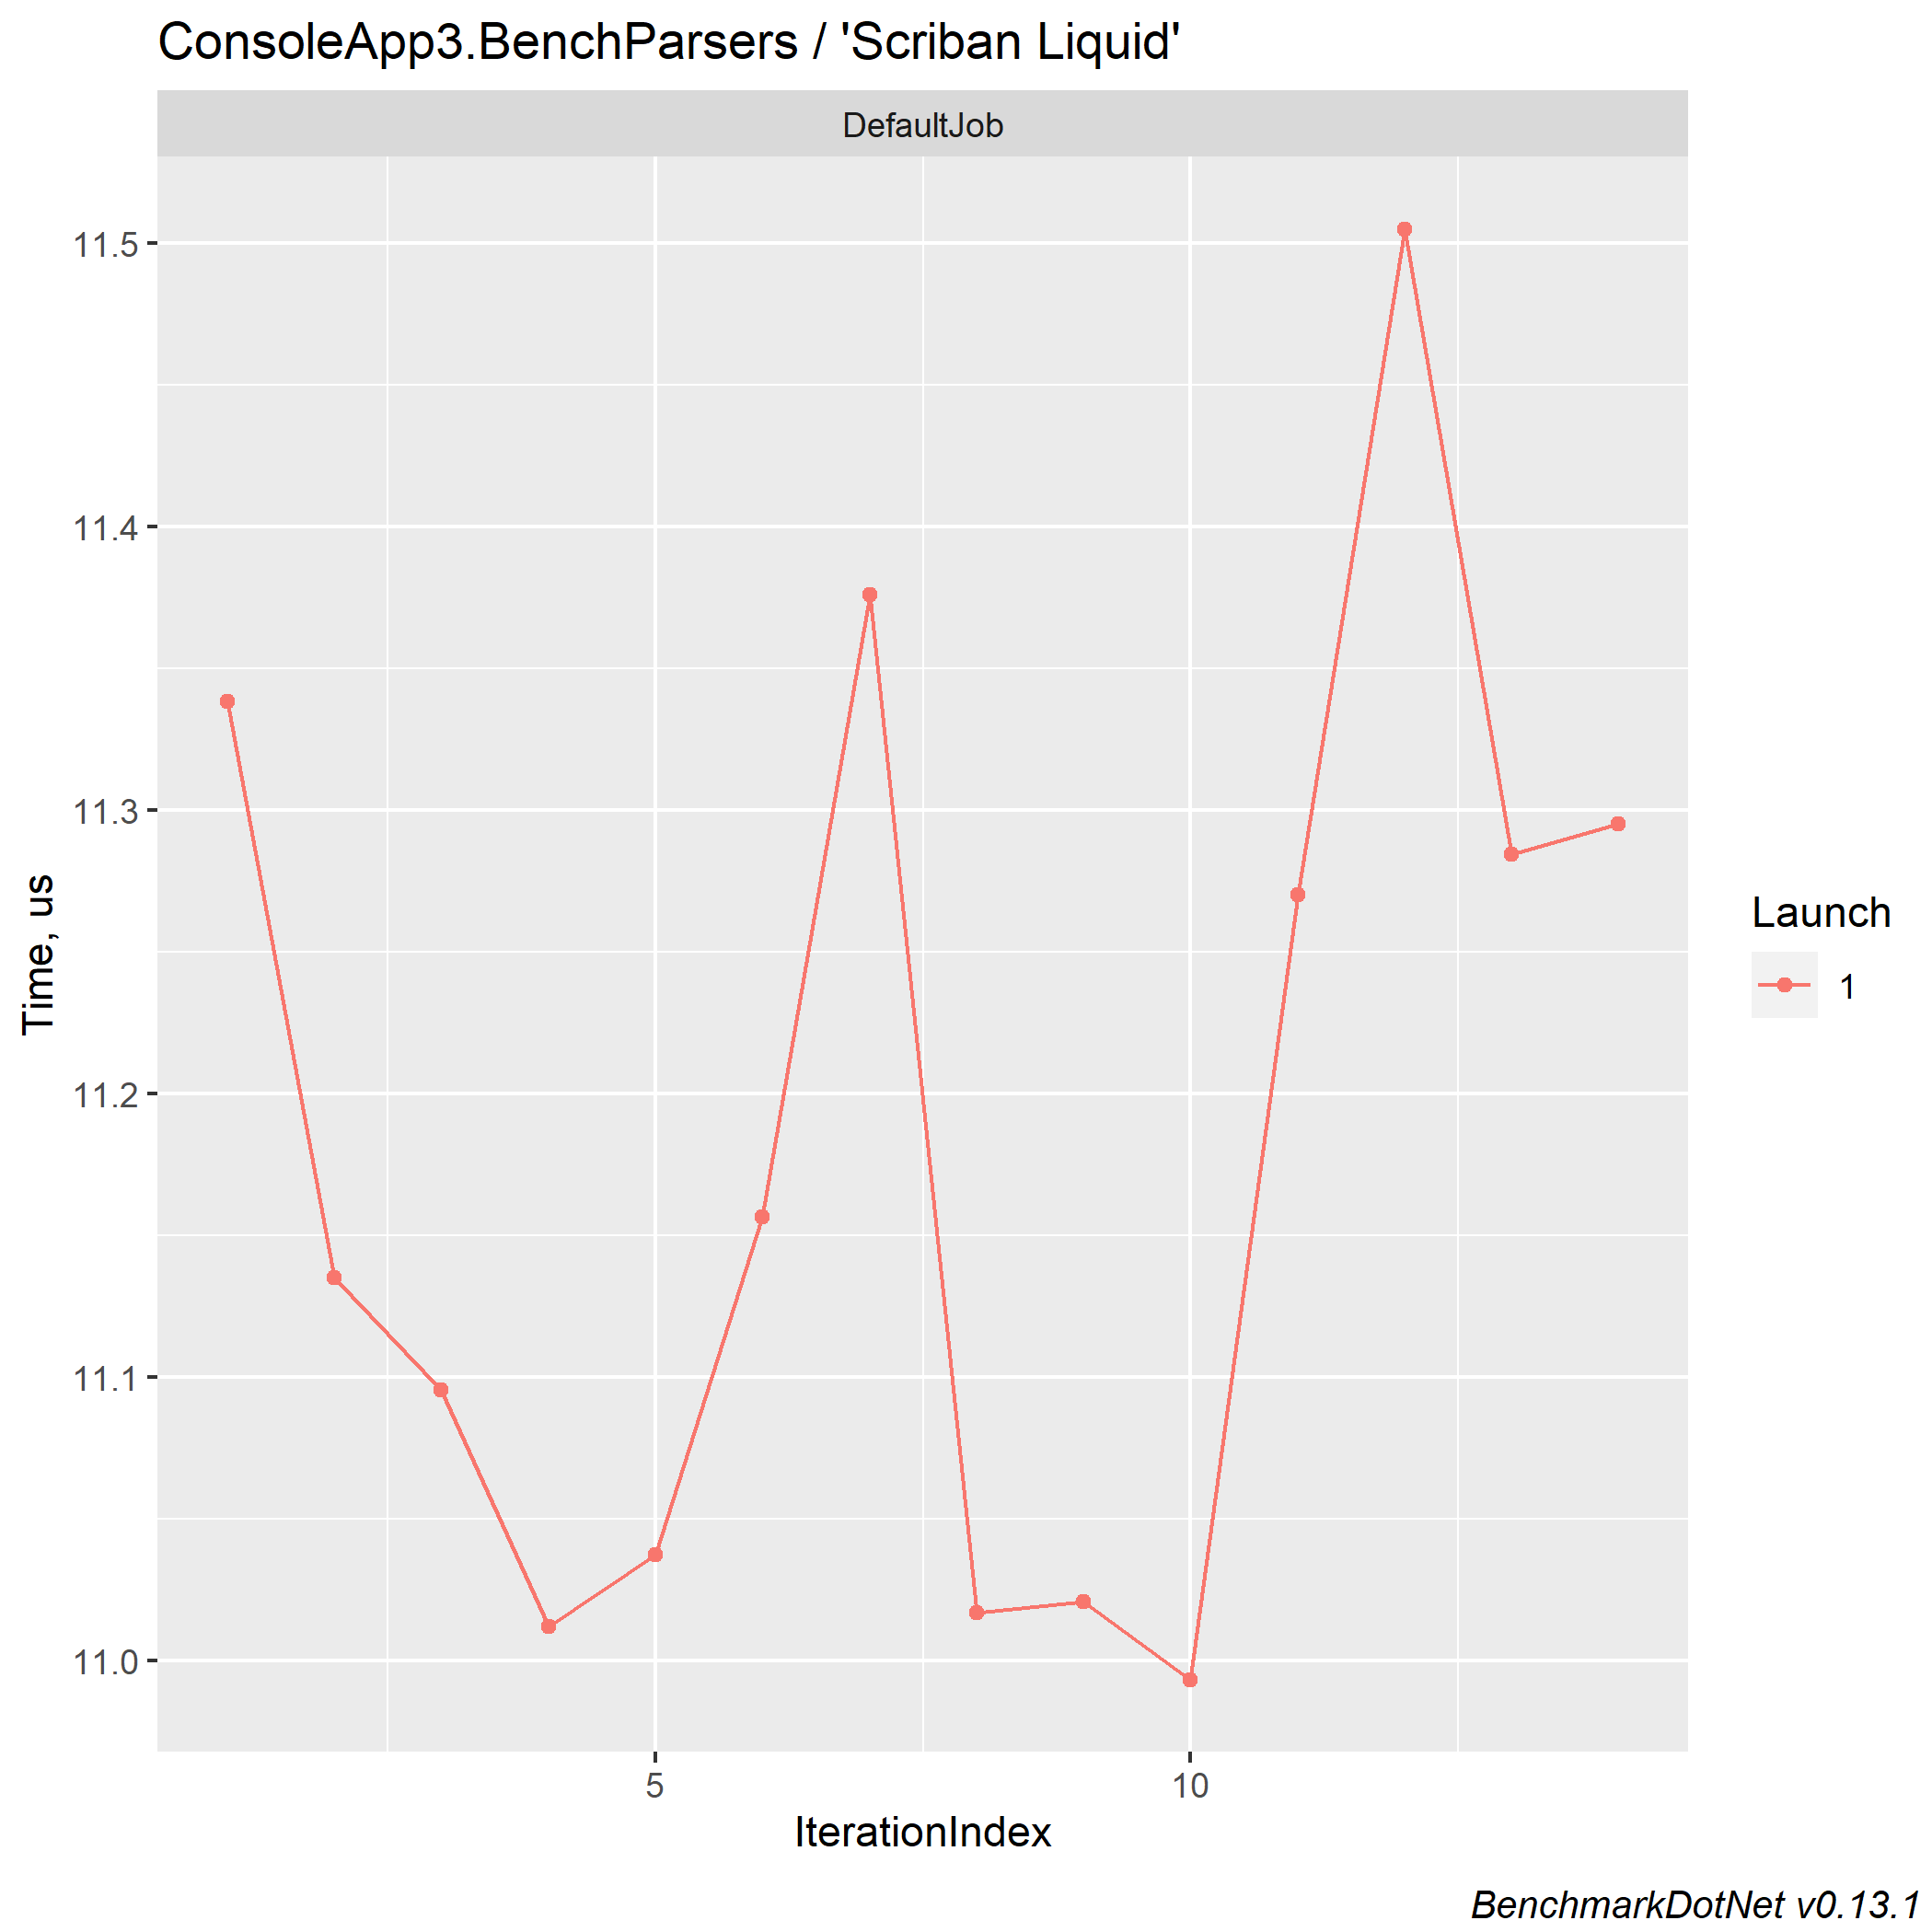 ConsoleApp3.BenchParsers / 'Scriban Liquid'
DefaultJob
11.5
11.4
11.3
11.2
11.1
11.0
Time, us
5 10
IterationIndex
Launch
1
BenchmarkDotNet v0.13.1